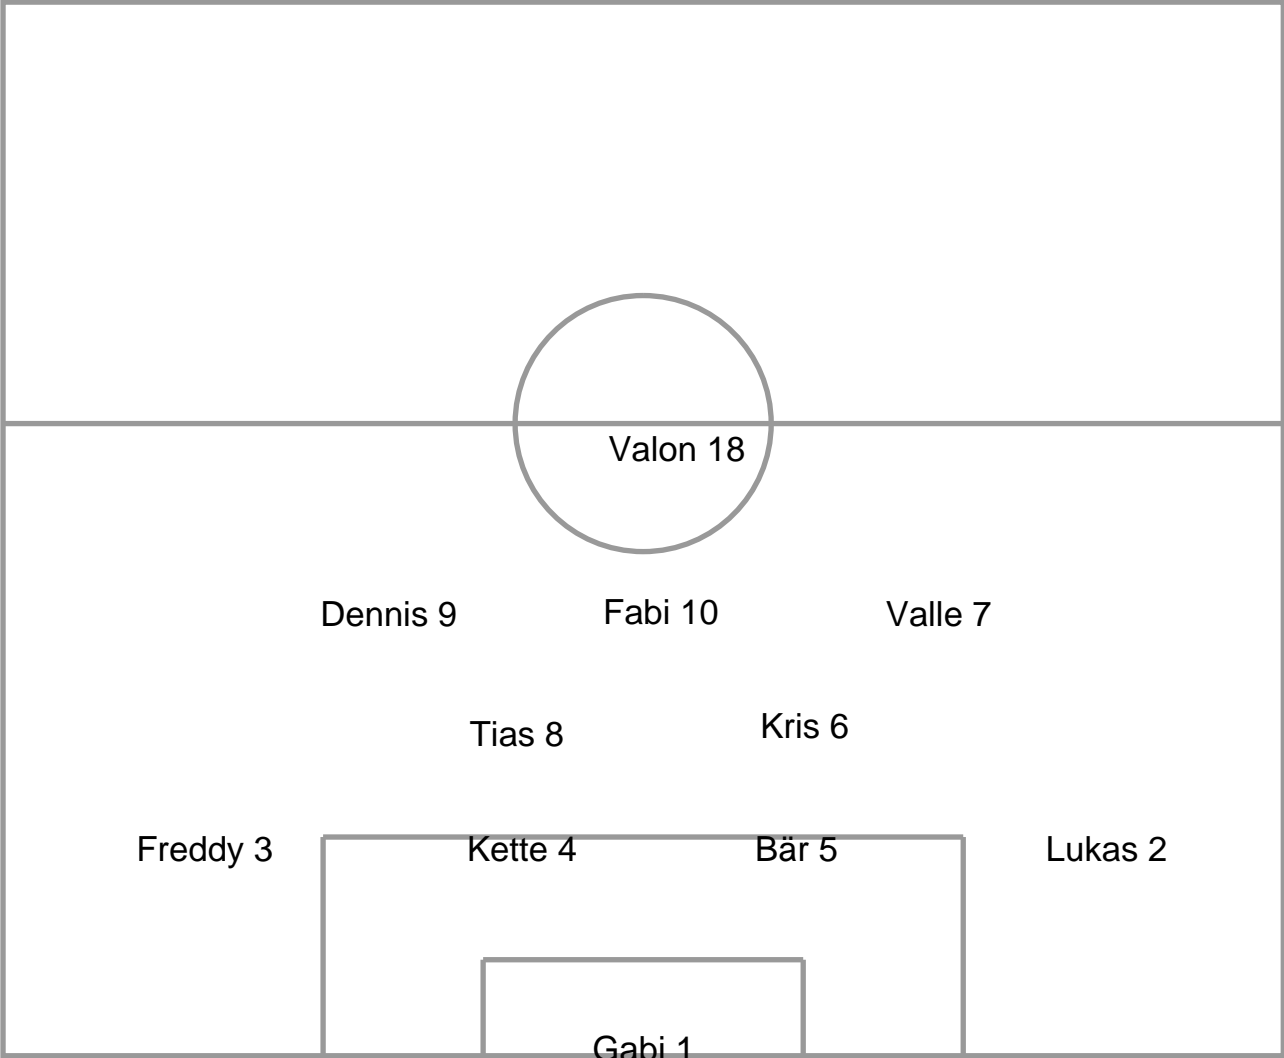 Valon 18
Dennis 9
Fabi 10
Valle 7
Tias 8
Kris 6
Freddy 3
Kette 4
Bär 5
Lukas 2
Gabi 1